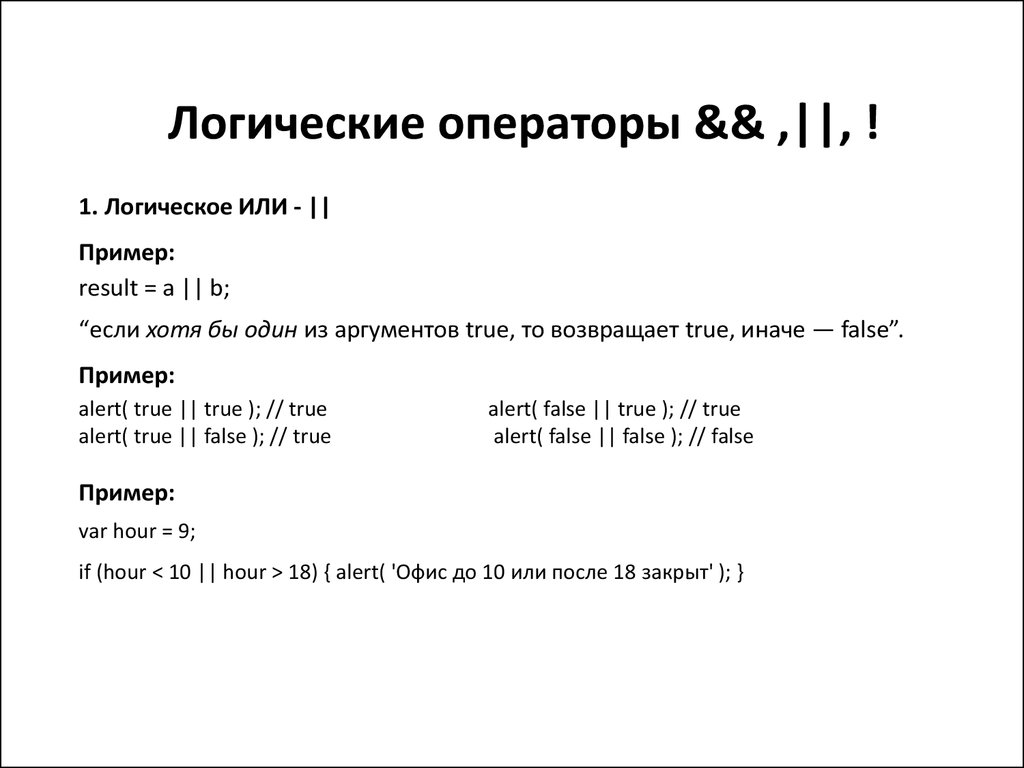 Логические операторы && ,||, !
1. Логическое ИЛИ - ||
Пример:
result = a || b;
“если хотя бы один из аргументов true, то возвращает true, иначе — false”.
Пример:
alert( true || true ); // true alert( false || true ); // true
alert( true || false ); // true alert( false || false ); // false
Пример:
var hour = 9;
if (hour < 10 || hour > 18) { alert( 'Офис до 10 или после 18 закрыт' ); }